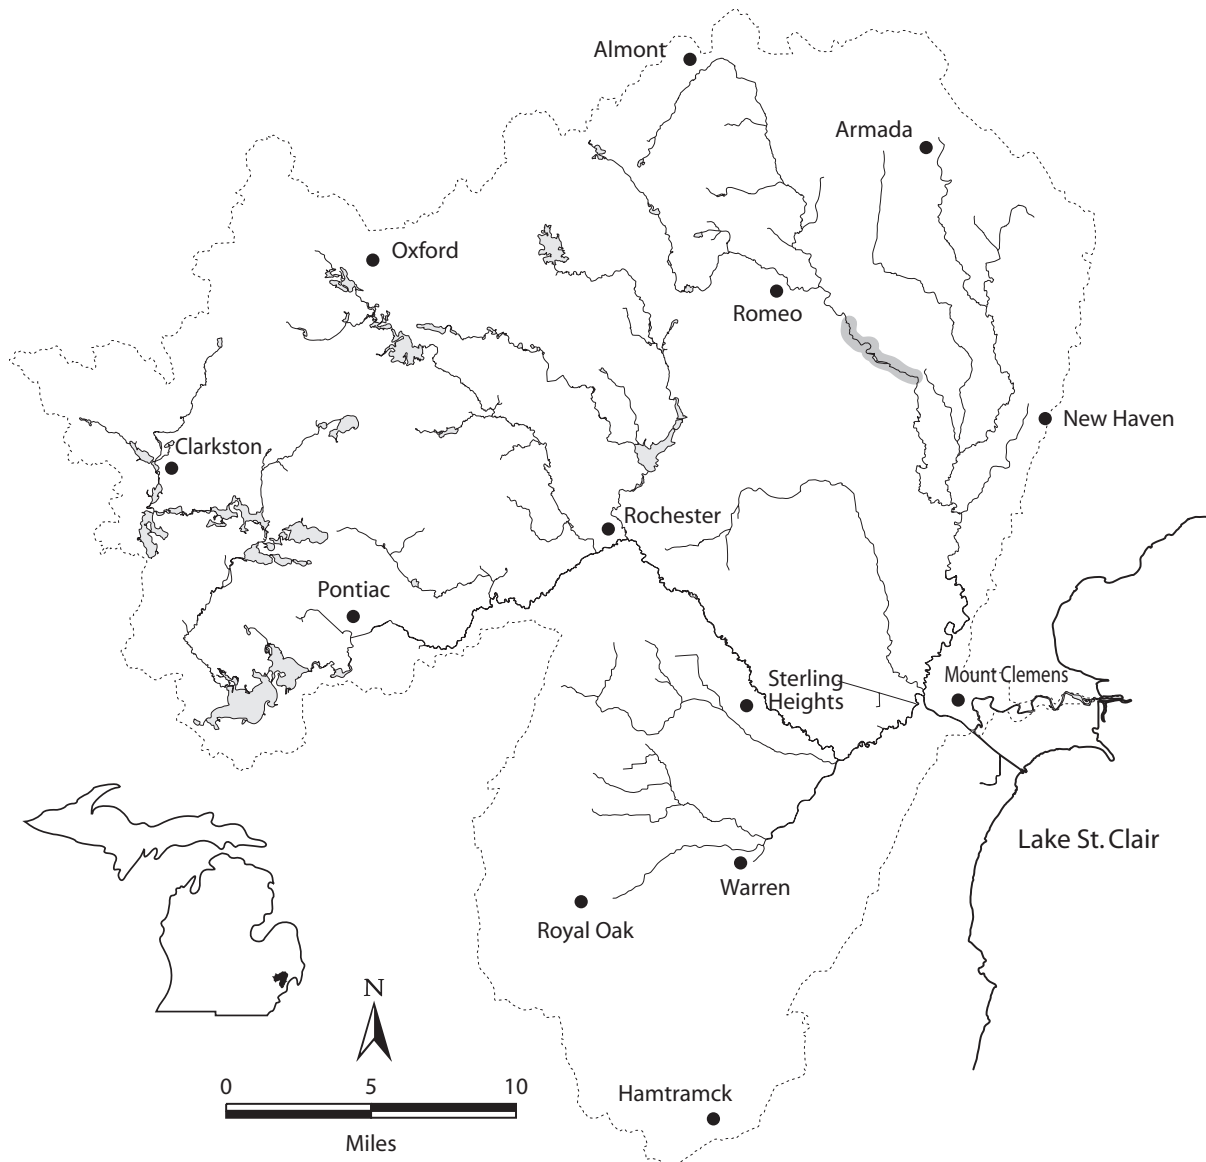 Almont
Armada
Oxford
Romeo
New Haven
Clarkston
Rochester
Pontiac
Mount Clemens
Sterling
Heights
Lake St. Clair
Warren
Royal Oak
N
0 5 10
Miles
Hamtramck